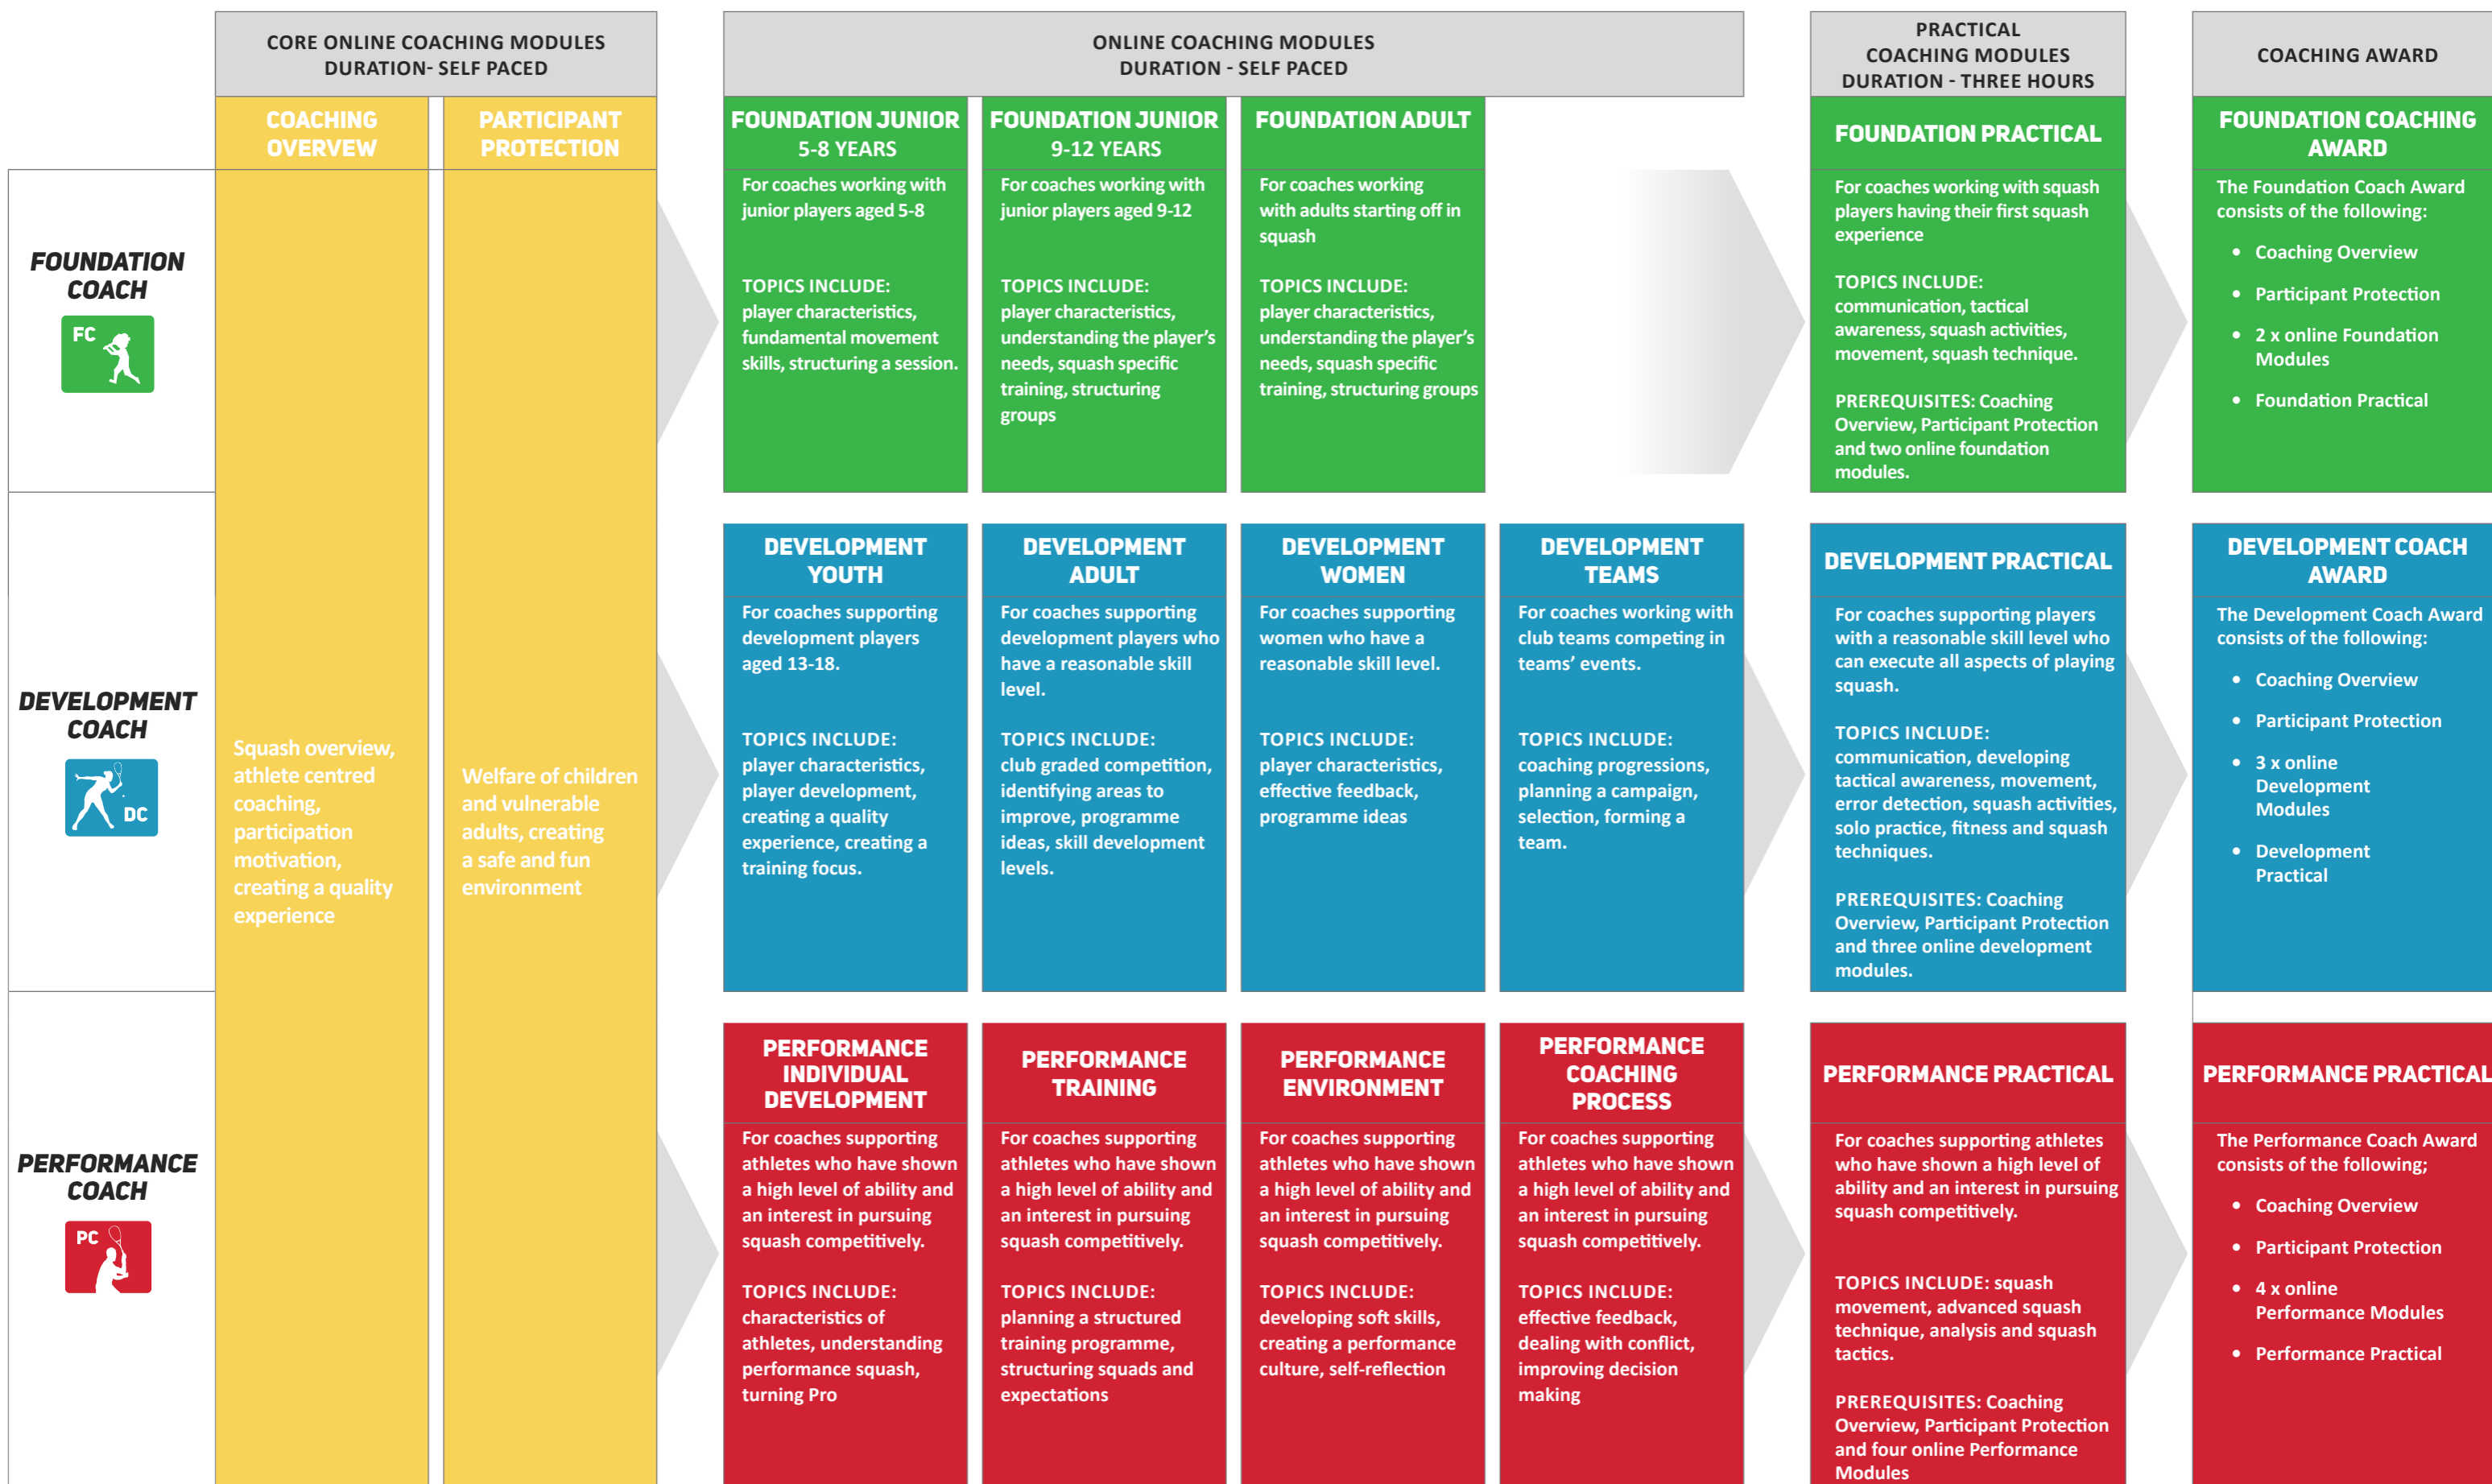 CORE ONLINE COACHING MODULES
DURATION- SELF PACED
ONLINE COACHING MODULES
DURATION - SELF PACED
PRACTICAL
COACHING MODULES
DURATION - THREE HOURS
COACHING AWARD
COACHING
OVERVEW
PARTICIPANT
PROTECTION
Squash overview,
athlete centred
coaching,
participation
motivation,
creating a quality
experience
Welfare of children
and vulnerable
adults, creating
a safe and fun
environment
FOUNDATION
COACH
FC
FOUNDATION JUNIOR
5-8 YEARS
For coaches working with
junior players aged 5-8
TOPICS INCLUDE:
player characteristics,
fundamental movement
skills, structuring a session.
FOUNDATION JUNIOR
9-12 YEARS
For coaches working with
junior players aged 9-12
TOPICS INCLUDE:
player characteristics,
understanding the player's
needs, squash specific
training, structuring
groups
FOUNDATION ADULT
For coaches working
with adults starting off in
squash
TOPICS INCLUDE:
player characteristics,
understanding the player's
needs, squash specific
training, structuring groups
FOUNDATION PRACTICAL
For coaches working with squash
players having their first squash
experience
TOPICS INCLUDE:
communication, tactical
awareness, squash activities,
movement, squash technique.
PREREQUISITES: Coaching
Overview, Participant Protection
and two online foundation
modules.
FOUNDATION COACHING
AWARD
The Foundation Coach Award
consists of the following:
• Coaching Overview
• Participant Protection
• 2 x online Foundation
Modules
• Foundation Practical
DEVELOPMENT
COACH
DC
DEVELOPMENT
YOUTH
For coaches supporting
development players
aged 13-18.
TOPICS INCLUDE:
player characteristics,
player development,
creating a quality
experience, creating a
training focus.
DEVELOPMENT
ADULT
For coaches supporting
development players who
have a reasonable skill
level.
TOPICS INCLUDE:
club graded competition,
identifying areas to
improve, programme
ideas, skill development
levels.
DEVELOPMENT
WOMEN
For coaches supporting
women who have a
reasonable skill level.
TOPICS INCLUDE:
player characteristics,
effective feedback,
programme ideas
DEVELOPMENT
TEAMS
For coaches working with
club teams competing in
teams' events.
TOPICS INCLUDE:
coaching progressions,
planning a campaign,
selection, forming a
team.
DEVELOPMENT PRACTICAL
For coaches supporting players
with a reasonable skill level who
can execute all aspects of playing
squash.
TOPICS INCLUDE:
communication, developing
tactical awareness, movement,
error detection, squash activities,
solo practice, fitness and squash
techniques.
PREREQUISITES: Coaching
Overview, Participant Protection
and three online development
modules.
DEVELOPMENT COACH
AWARD
The Development Coach Award
consists of the following:
• Coaching Overview
• Participant Protection
• 3 x online
Development
Modules
• Development
Practical
PERFORMANCE
COACH
PC
PERFORMANCE
INDIVIDUAL
DEVELOPMENT
For coaches supporting
athletes who have shown
a high level of ability and
an interest in pursuing
squash competitively.
TOPICS INCLUDE:
characteristics of
athletes, understanding
performance squash,
turning Pro
PERFORMANCE
TRAINING
For coaches supporting
athletes who have shown
a high level of ability and
an interest in pursuing
squash competitively.
TOPICS INCLUDE:
planning a structured
training programme,
structuring squads and
expectations
PERFORMANCE
ENVIRONMENT
For coaches supporting
athletes who have shown
a high level of ability and
an interest in pursuing
squash competitively.
TOPICS INCLUDE:
developing soft skills,
creating a performance
culture, self-reflection
PERFORMANCE
COACHING
PROCESS
For coaches supporting
athletes who have shown
a high level of ability and
an interest in pursuing
squash competitively.
TOPICS INCLUDE:
effective feedback,
dealing with conflict,
improving decision
making
PERFORMANCE PRACTICAL
For coaches supporting athletes
who have shown a high level of
ability and an interest in pursuing
squash competitively.
TOPICS INCLUDE: squash
movement, advanced squash
technique, analysis and squash
tactics.
PREREQUISITES: Coaching
Overview, Participant Protection
and four online Performance
Modules
PERFORMANCE PRACTICAL
The Performance Coach Award
consists of the following;
• Coaching Overview
• Participant Protection
• 4 x online
Performance Modules
• Performance Practical